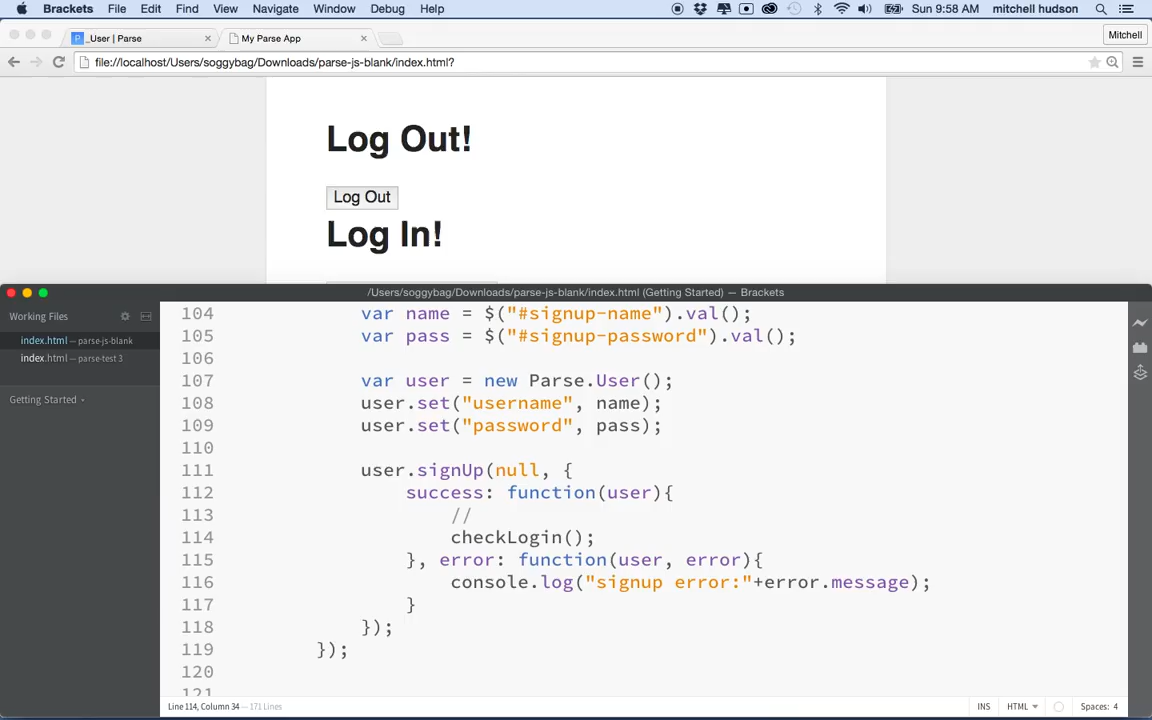 Brackets File Edit Find View Navigate Window Debug Help Sun 9:58 AM mitchell hudson
_User | Parse × My Parse App × Mitchell
file://localhost/Users/soggybag/Downloads/parse-js-blank/index.html?
Log Out!
Log Out
Log In!
/Users/soggybag/Downloads/parse-js-blank/index.html (Getting Started) — Brackets
Working Files
index.html — parse-js-blank
index.html — parse-test 3
Getting Started
104 var name = $("#signup-name").val();
105 var pass = $("#signup-password").val();
106
107 var user = new Parse.User();
108 user.set("username", name);
109 user.set("password", pass);
110
111 user.signUp(null, {
112 success: function(user){
113 //
114 checkLogin();
115 }, error: function(user, error){
116 console.log("signup error:"+error.message);
117 }
118 });
119 });
120
121
Line 114, Column 34 — 171 Lines INS HTML Spaces: 4